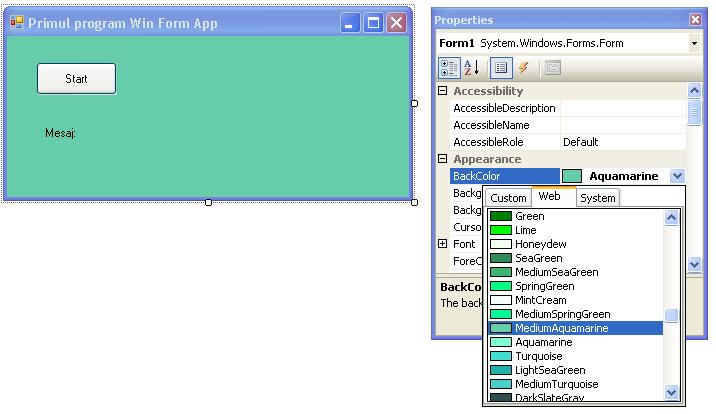 Primul program Win Form App
Start
Mesaj:
Properties
Form1 System.Windows.Forms.Form
Accessibility
AccessibleDescription
AccessibleName
AccessibleRole Default
Appearance
BackColor Aquamarine
Backg
Backg
Curso
Font
ForeC
Custom Web System
Green
Lime
Honeydew
SeaGreen
MediumSeaGreen
SpringGreen
MintCream
MediumSpringGreen
MediumAquamarine
Aquamarine
Turquoise
LightSeaGreen
MediumTurquoise
DarkSlateGray
BackCo
The back